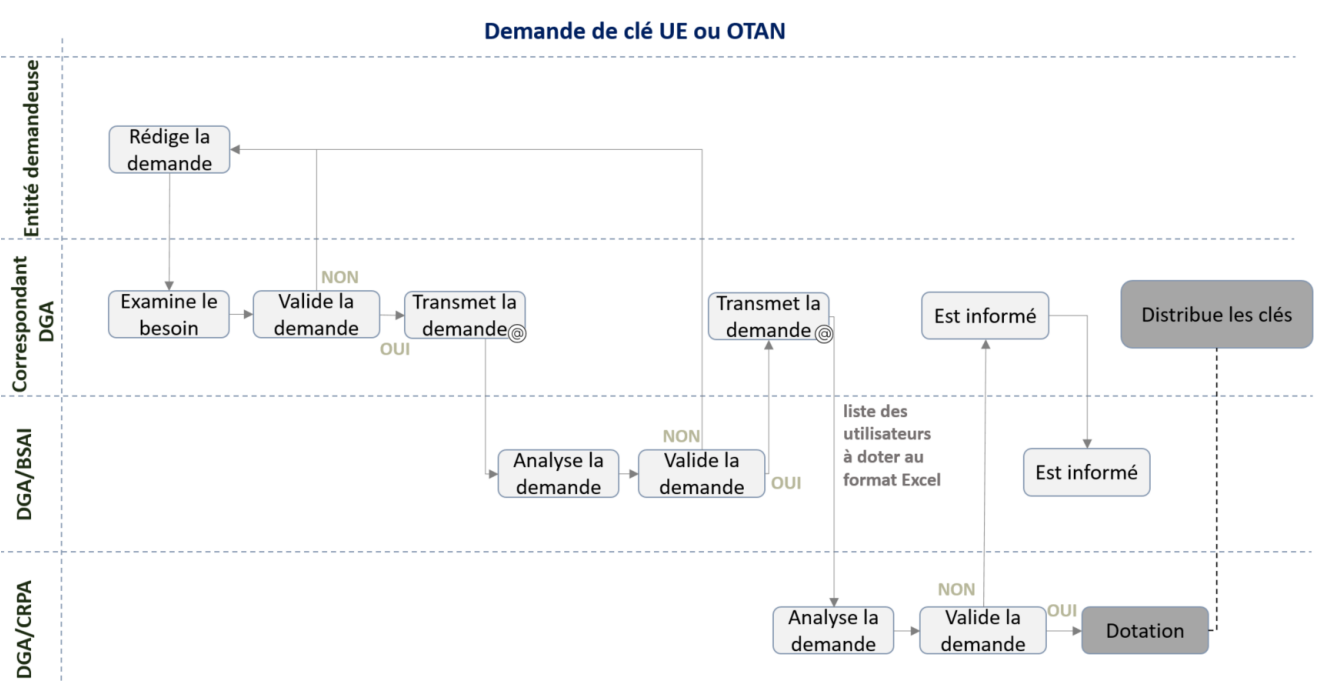 Demande de clé UE ou OTAN
Entité demandeuse
Rédige la
demande
Correspondant
DGA
Examine le
besoin
Valide la
demande
NON
OUI
Transmet la
demande @
Transmet la
demande @
Est informé
Distribue les clés
DGA/BSAI
Analyse la
demande
NON
Valide la
demande
OUI
liste des
utilisateurs
à doter au
format Excel
Est informé
DGA/CRPA
Analyse la
demande
NON
Valide la
demande
OUI
Dotation